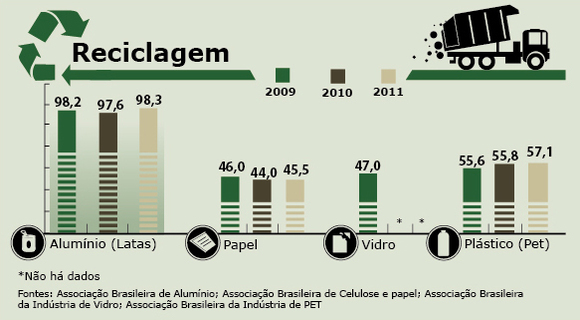 Reciclagem
2009 2010 2011
98,2 97,6 98,3
46,0 44,0 45,5
47,0 * *
55,6 55,8 57,1
Alumínio (Latas) Papel Vidro Plástico (Pet)
*Não há dados
Fontes: Associação Brasileira de Alumínio; Associação Brasileira de Celulose e papel; Associação Brasileira
da Indústria de Vidro; Associação Brasileira da Indústria de PET